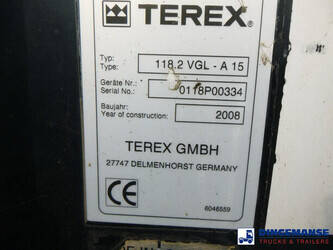 TEREX®
Typ:
Type: 118.2 VGL - A 15
Geräte Nr.:
Serial No.: 0118P00334
Baujahr:
Year of construction: 2008
TEREX GMBH
27747 DELMENHORST GERMANY
CE
6046559
DINGEMANSE
TRUCKS & TRAILERS